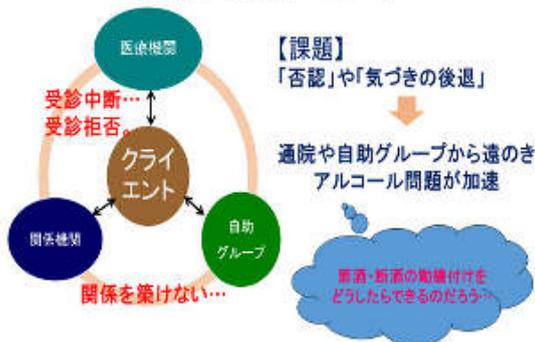 医療機関
受診中断…
受診拒否。
クライ
エント
関係機関
自助
グループ
関係を築けない…
【課題】
「否認」や「気づきの後退」
通院や自助グループから遠のき
アルコール問題が加速
節酒・断酒の動機付けを
どうしたらできるのだろう…